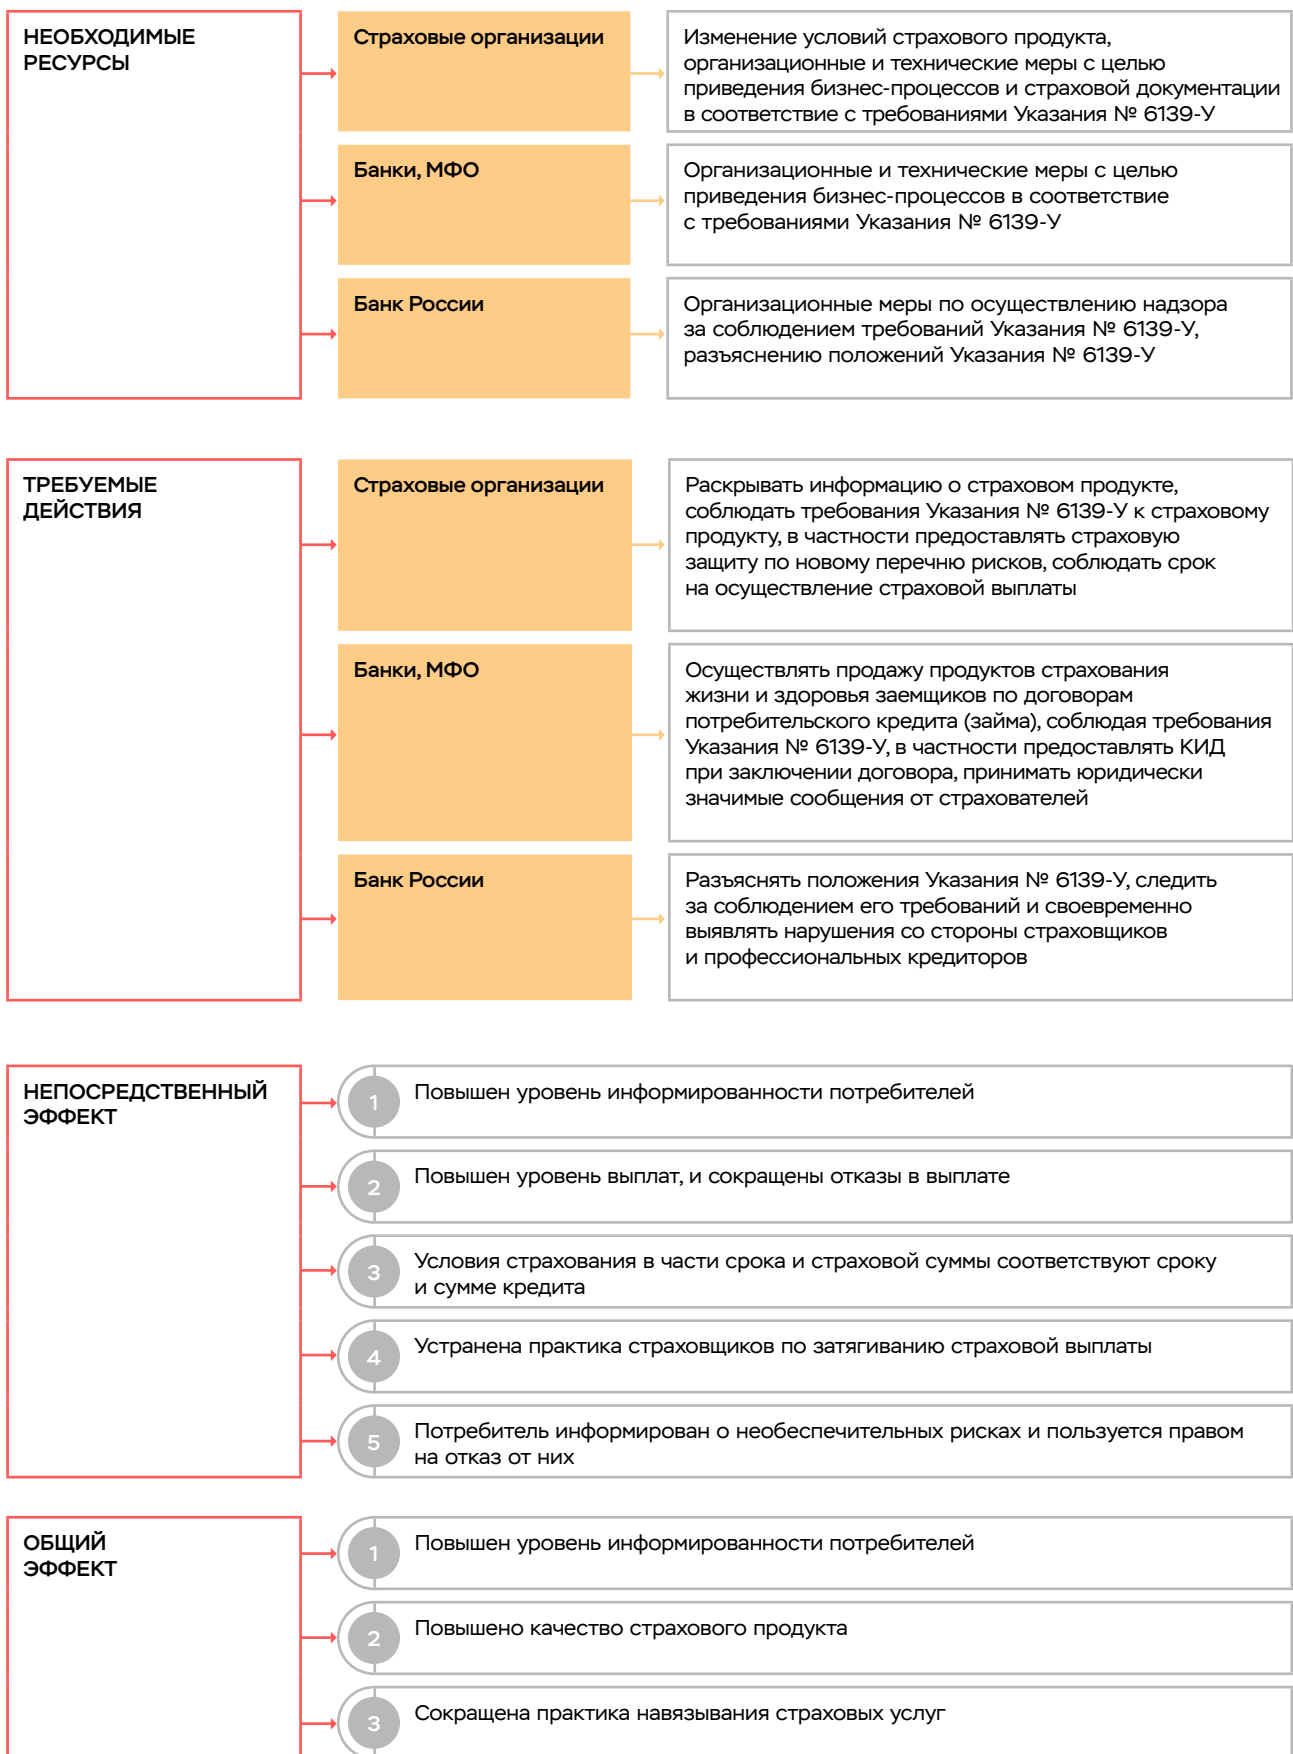 НЕОБХОДИМЫЕ
РЕСУРСЫ
Страховые организации
Изменение условий страхового продукта,
организационные и технические меры с целью
приведения бизнес-процессов и страховой документации
в соответствие с требованиями Указания № 6139-У
Банки, МФО
Организационные и технические меры с целью
приведения бизнес-процессов в соответствие
с требованиями Указания № 6139-У
Банк России
Организационные меры по осуществлению надзора
за соблюдением требований Указания № 6139-У,
разъяснению положений Указания № 6139-У
ТРЕБУЕМЫЕ
ДЕЙСТВИЯ
Страховые организации
Раскрывать информацию о страховом продукте,
соблюдать требования Указания № 6139-У к страховому
продукту, в частности предоставлять страховую
защиту по новому перечню рисков, соблюдать срок
на осуществление страховой выплаты
Банки, МФО
Осуществлять продажу продуктов страхования
жизни и здоровья заемщиков по договорам
потребительского кредита (займа), соблюдая требования
Указания № 6139-У, в частности предоставлять КИД
при заключении договора, принимать юридически
значимые сообщения от страхователей
Банк России
Разъяснять положения Указания № 6139-У, следить
за соблюдением его требований и своевременно
выявлять нарушения со стороны страховщиков
и профессиональных кредиторов
НЕПОСРЕДСТВЕННЫЙ
ЭФФЕКТ
1 Повышен уровень информированности потребителей
2 Повышен уровень выплат, и сокращены отказы в выплате
3 Условия страхования в части срока и страховой суммы соответствуют сроку
и сумме кредита
4 Устранена практика страховщиков по затягиванию страховой выплаты
5 Потребитель информирован о необеспечительных рисках и пользуется правом
на отказ от них
ОБЩИЙ
ЭФФЕКТ
1 Повышен уровень информированности потребителей
2 Повышено качество страхового продукта
3 Сокращена практика навязывания страховых услуг